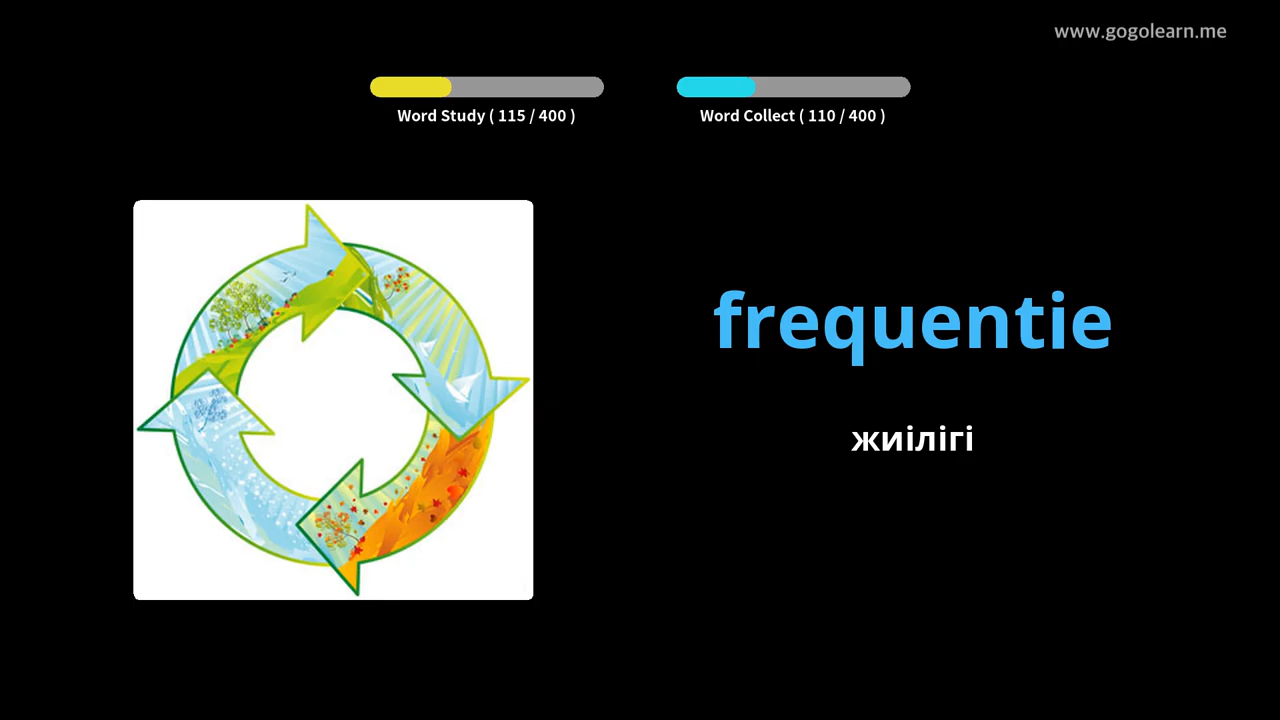 www.gogolearn.me
Word Study ( 115 / 400 )
Word Collect ( 110 / 400 )
frequentie
жиілігі